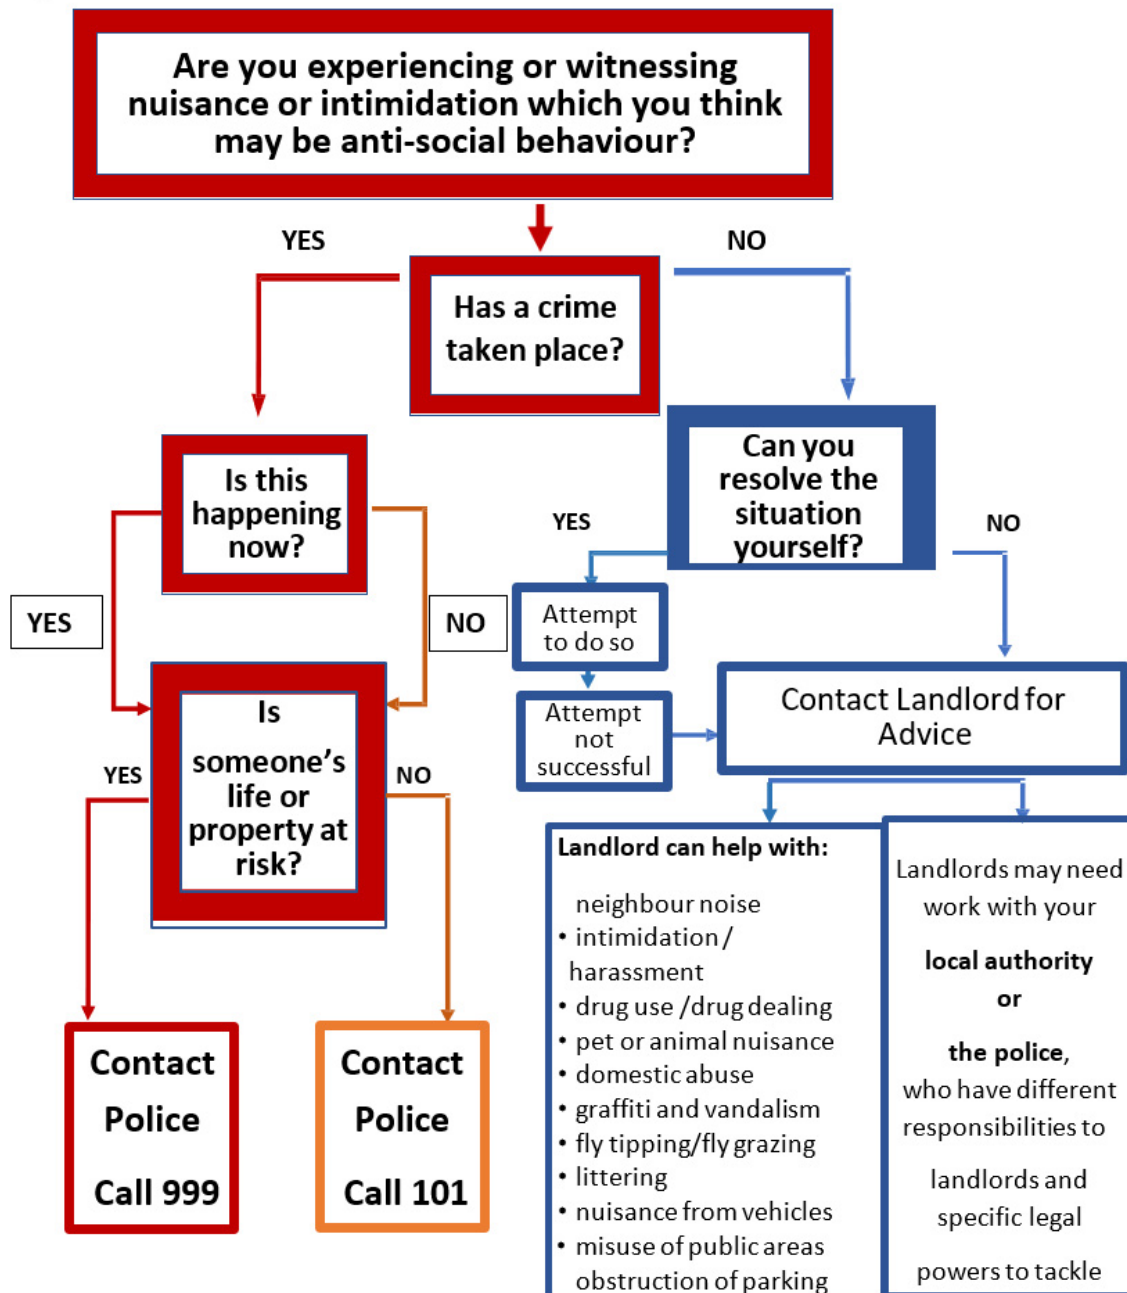 Are you experiencing or witnessing
nuisance or intimidation which you think
may be anti-social behaviour?
YES
NO
Has a crime
taken place?
Is this
happening
now?
Can you
resolve the
situation
yourself?
YES
NO
YES
NO
Attempt
to do so
Is
someone's
life or
property at
risk?
Attempt
not
successful
Contact Landlord for
Advice
YES
NO
Landlord can help with:
neighbour noise
• intimidation /
harassment
• drug use /drug dealing
• pet or animal nuisance
• domestic abuse
• graffiti and vandalism
• fly tipping/fly grazing
• littering
• nuisance from vehicles
• misuse of public areas
obstruction of parking
Landlords may need
work with your
local authority
or
the police,
who have different
responsibilities to
landlords and
specific legal
powers to tackle
Contact
Police
Call 999
Contact
Police
Call 101